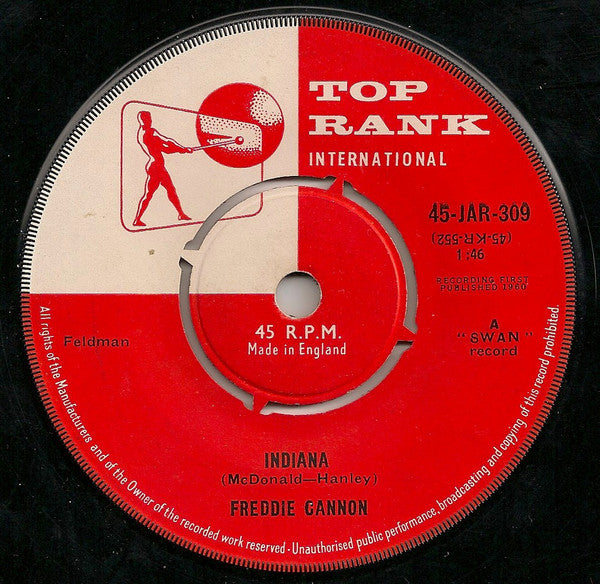 TOP
RANK
INTERNATIONAL
45-JAR-309
(45-KR-552)
1:46
RECORDING FIRST
PUBLISHED 1960
Feldman
A
"SWAN"
record
45 R.P.M.
Made in England
INDIANA
(McDonald—Hanley)
FREDDIE CANNON
All rights of the Manufacturers and of the Owner of the recorded work reserved · Unauthorised public performance, broadcasting and copying of this record prohibited.